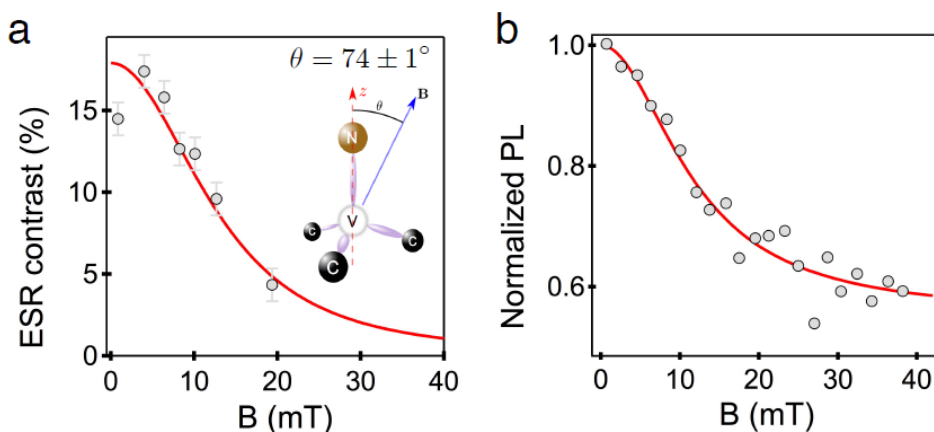 a
ESR contrast (%)
15
10
5
0
θ = 74 ± 1°
z
θ
B
N
V
C
C
C
0
10
20
30
40
B (mT)
b
Normalized PL
1.0
0.8
0.6
0
10
20
30
40
B (mT)